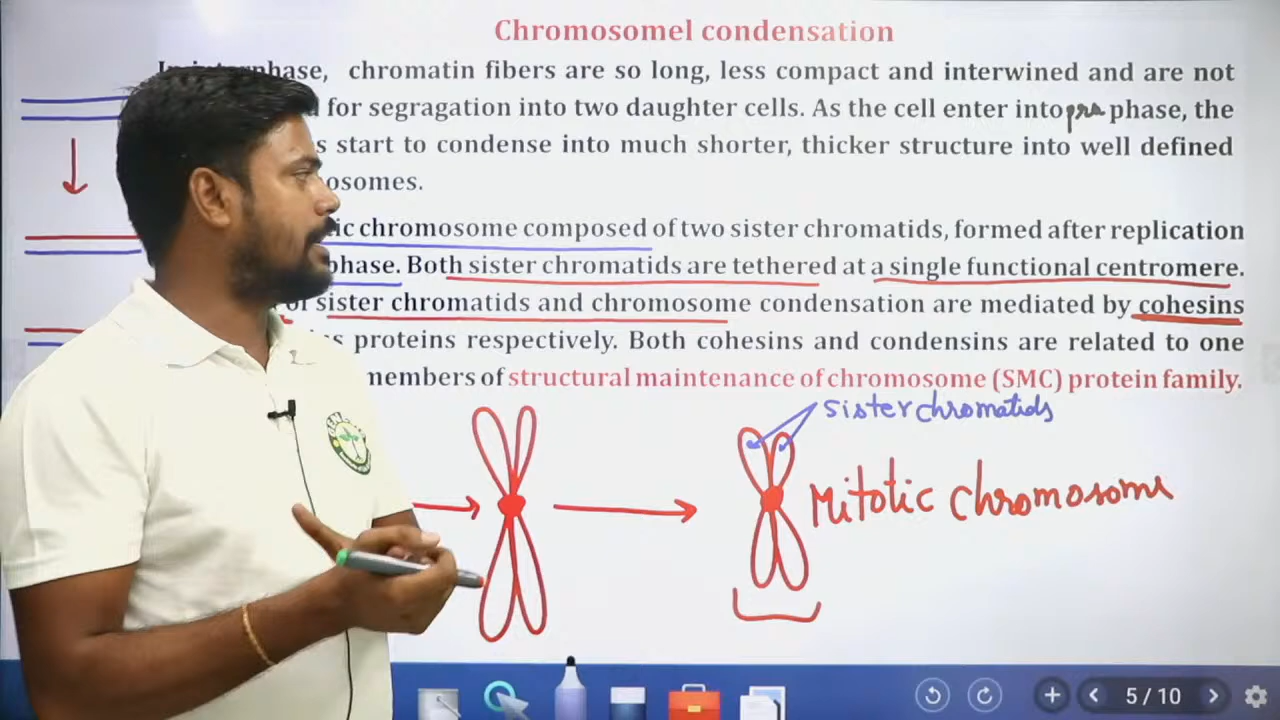 Chromosomel condensation
phase, chromatin fibers are so long, less compact and interwined and are not
for segragation into two daughter cells. As the cell enter into pro phase, the
s start to condense into much shorter, thicker structure into well defined
osomes.
ic chromosome composed of two sister chromatids, formed after replication
phase. Both sister chromatids are tethered at a single functional centromere.
of sister chromatids and chromosome condensation are mediated by cohesins
s proteins respectively. Both cohesins and condensins are related to one
members of structural maintenance of chromosome (SMC) protein family.
sister chromatids
Mitotic chromosome
5 / 10